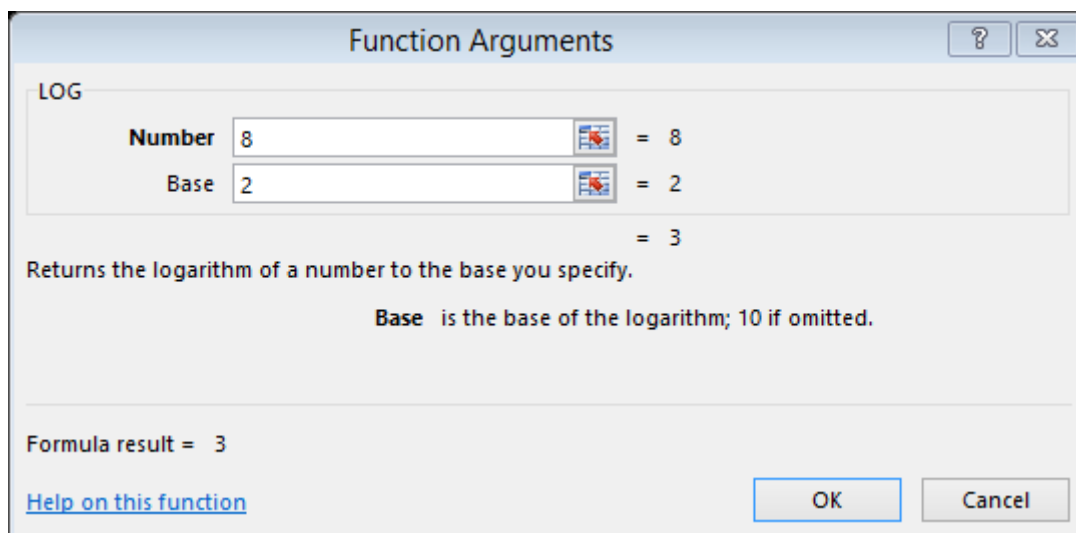 Function Arguments
LOG
Number 8 = 8
Base 2 = 2
= 3
Returns the logarithm of a number to the base you specify.
Base is the base of the logarithm; 10 if omitted.
Formula result = 3
Help on this function OK Cancel